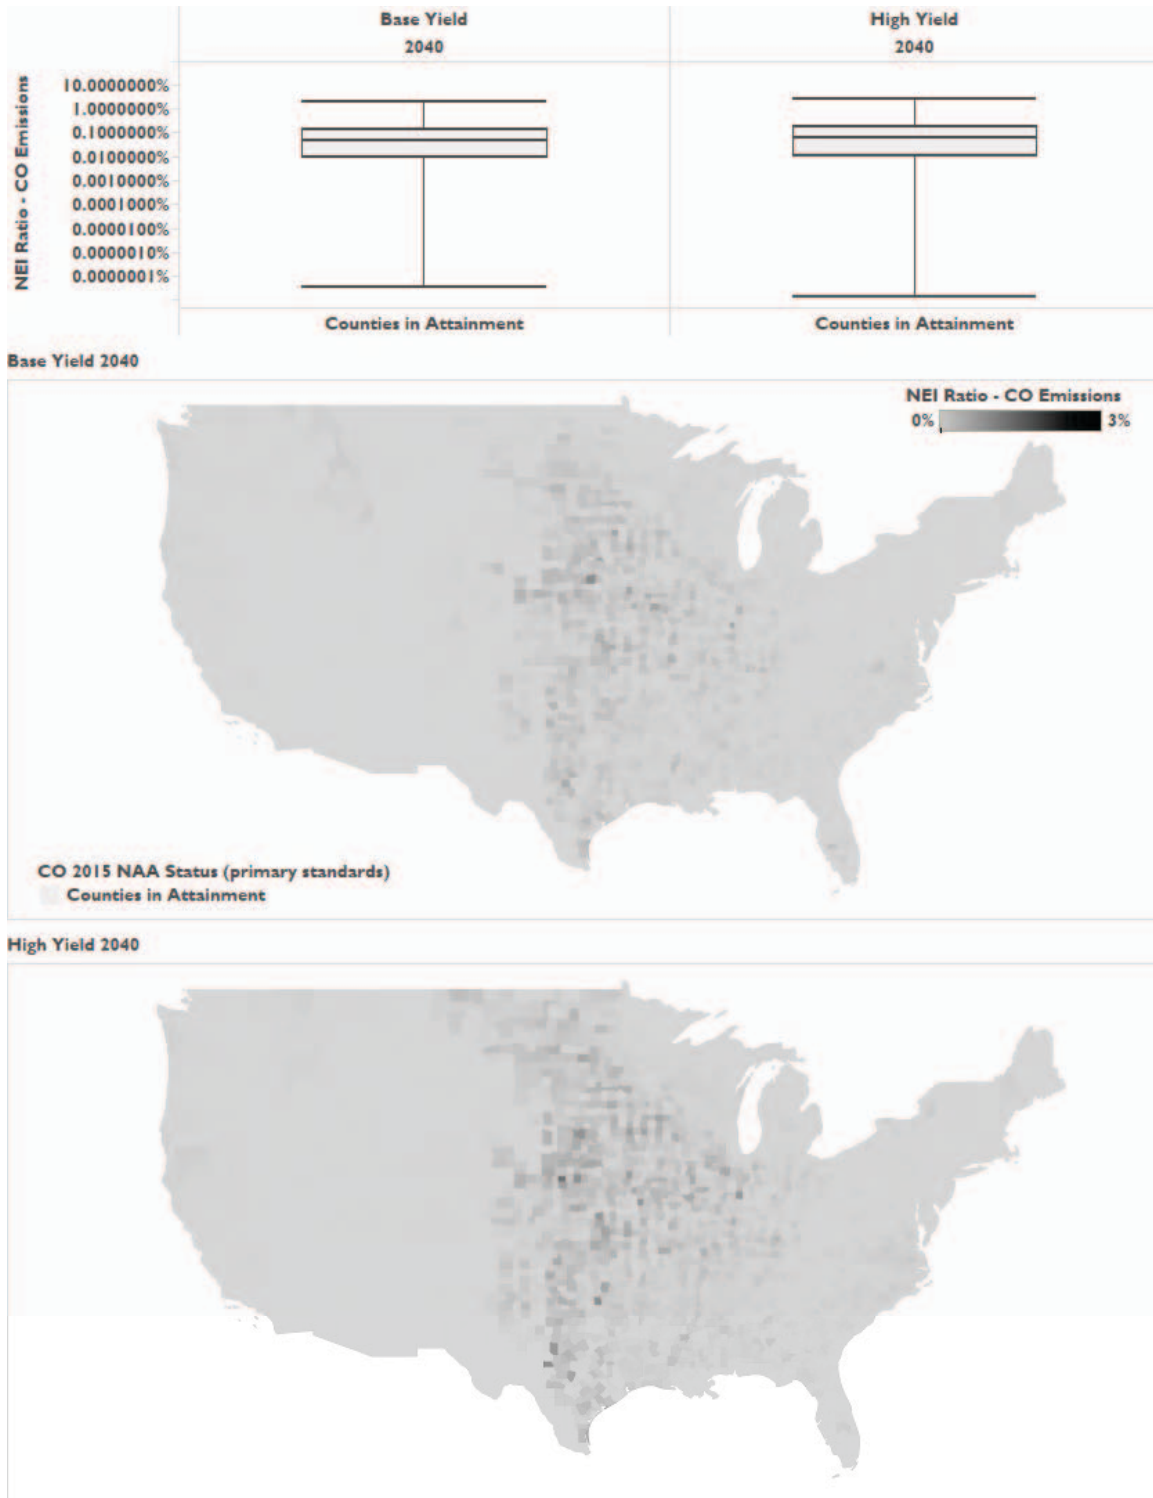 Base Yield
High Yield
2040
2040
NEI Ratio - CO Emissions
10.0000000%
1.0000000%
0.1000000%
0.0100000%
0.0010000%
0.0001000%
0.0000100%
0.0000010%
0.0000001%
Counties in Attainment
Counties in Attainment
Base Yield 2040
NEI Ratio - CO Emissions
0%
3%
CO 2015 NAA Status (primary standards)
Counties in Attainment
High Yield 2040